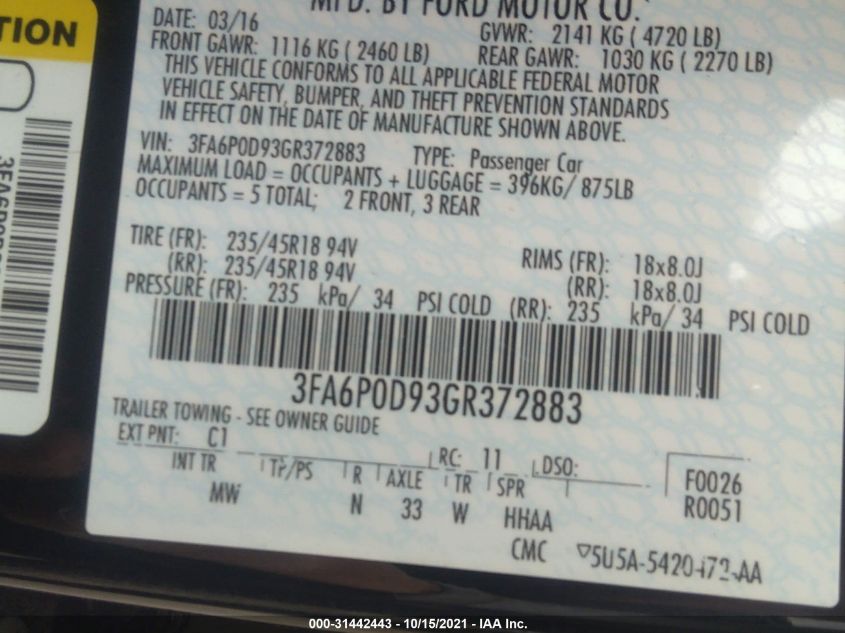 TION
3FA6P0D93
MFD. BY FORD MOTOR CO.
DATE: 03/16 GVWR: 2141 KG ( 4720 LB)
FRONT GAWR: 1116 KG ( 2460 LB) REAR GAWR: 1030 KG ( 2270 LB)
THIS VEHICLE CONFORMS TO ALL APPLICABLE FEDERAL MOTOR
VEHICLE SAFETY, BUMPER, AND THEFT PREVENTION STANDARDS
IN EFFECT ON THE DATE OF MANUFACTURE SHOWN ABOVE.
VIN: 3FA6P0D93GR372883 TYPE: Passenger Car
MAXIMUM LOAD = OCCUPANTS + LUGGAGE = 396KG/ 875LB
OCCUPANTS = 5 TOTAL; 2 FRONT, 3 REAR
TIRE (FR): 235/45R18 94V RIMS (FR): 18x8.0J
(RR): 235/45R18 94V (RR): 18x8.0J
PRESSURE (FR): 235 kPa/ 34 PSI COLD (RR): 235 kPa/ 34 PSI COLD
3FA6P0D93GR372883
TRAILER TOWING - SEE OWNER GUIDE
EXT PNT: C1 RC: 11 DSO: F0026
INT TR TP/PS R AXLE TR SPR R0051
MW N 33 W HHAA
CMC 5U5A-5420472-AA
000-31442443 - 10/15/2021 - IAA Inc.